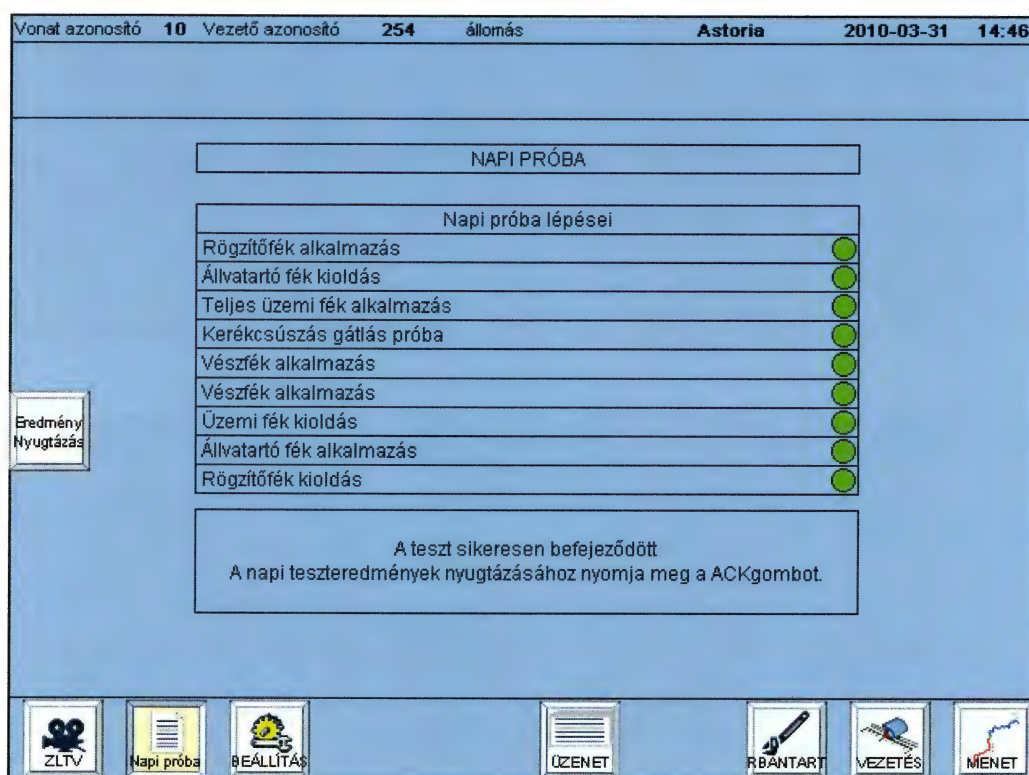 Vonat azonosító 10 Vezető azonosító 254 állomás Astoria 2010-03-31 14:46
NAPI PRÓBA
Napi próba lépései
Rögzítőfék alkalmazás
Állvatartó fék kioldás
Teljes üzemi fék alkalmazás
Kerékcsúszás gátlás próba
Vészfék alkalmazás
Vészfék alkalmazás
Üzemi fék kioldás
Állvatartó fék alkalmazás
Rögzítőfék kioldás
Eredmény
Nyugtázás
A teszt sikeresen befejeződött
A napi teszteredmények nyugtázásához nyomja meg a ACKgombot.
ZLTV Napi próba BEÁLLÍTÁS ÜZENET RBANTART VEZETÉS MENET